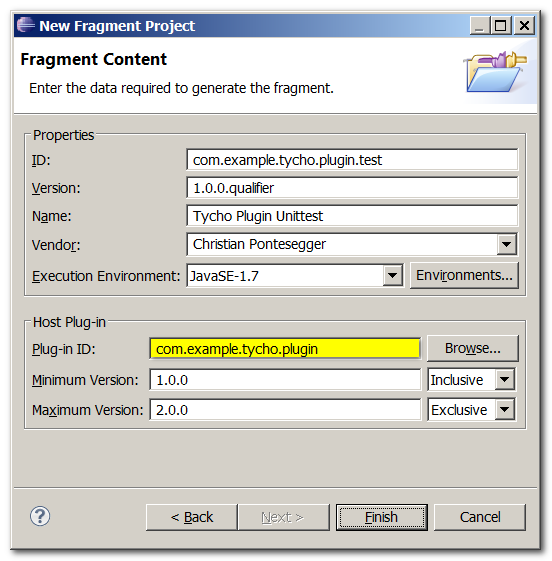 New Fragment Project
Fragment Content
Enter the data required to generate the fragment.
Properties
ID: com.example.tycho.plugin.test
Version: 1.0.0.qualifier
Name: Tycho Plugin Unittest
Vendor: Christian Pontesegger
Execution Environment: JavaSE-1.7 Environments...
Host Plug-in
Plug-in ID: com.example.tycho.plugin Browse...
Minimum Version: 1.0.0 Inclusive
Maximum Version: 2.0.0 Exclusive
? < Back Next > Finish Cancel